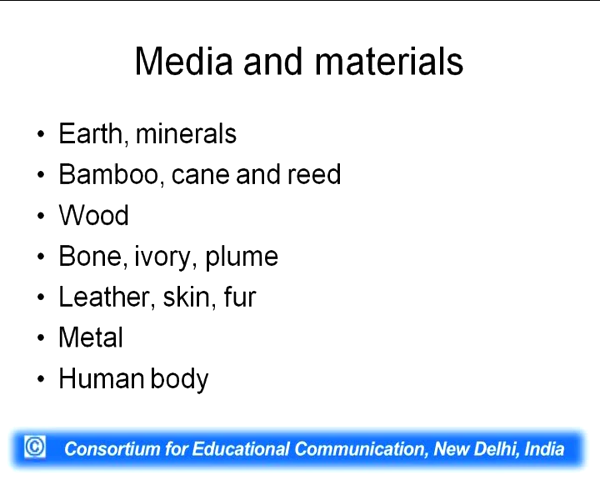 Media and materials
• Earth, minerals
• Bamboo, cane and reed
• Wood
• Bone, ivory, plume
• Leather, skin, fur
• Metal
• Human body
© Consortium for Educational Communication, New Delhi, India